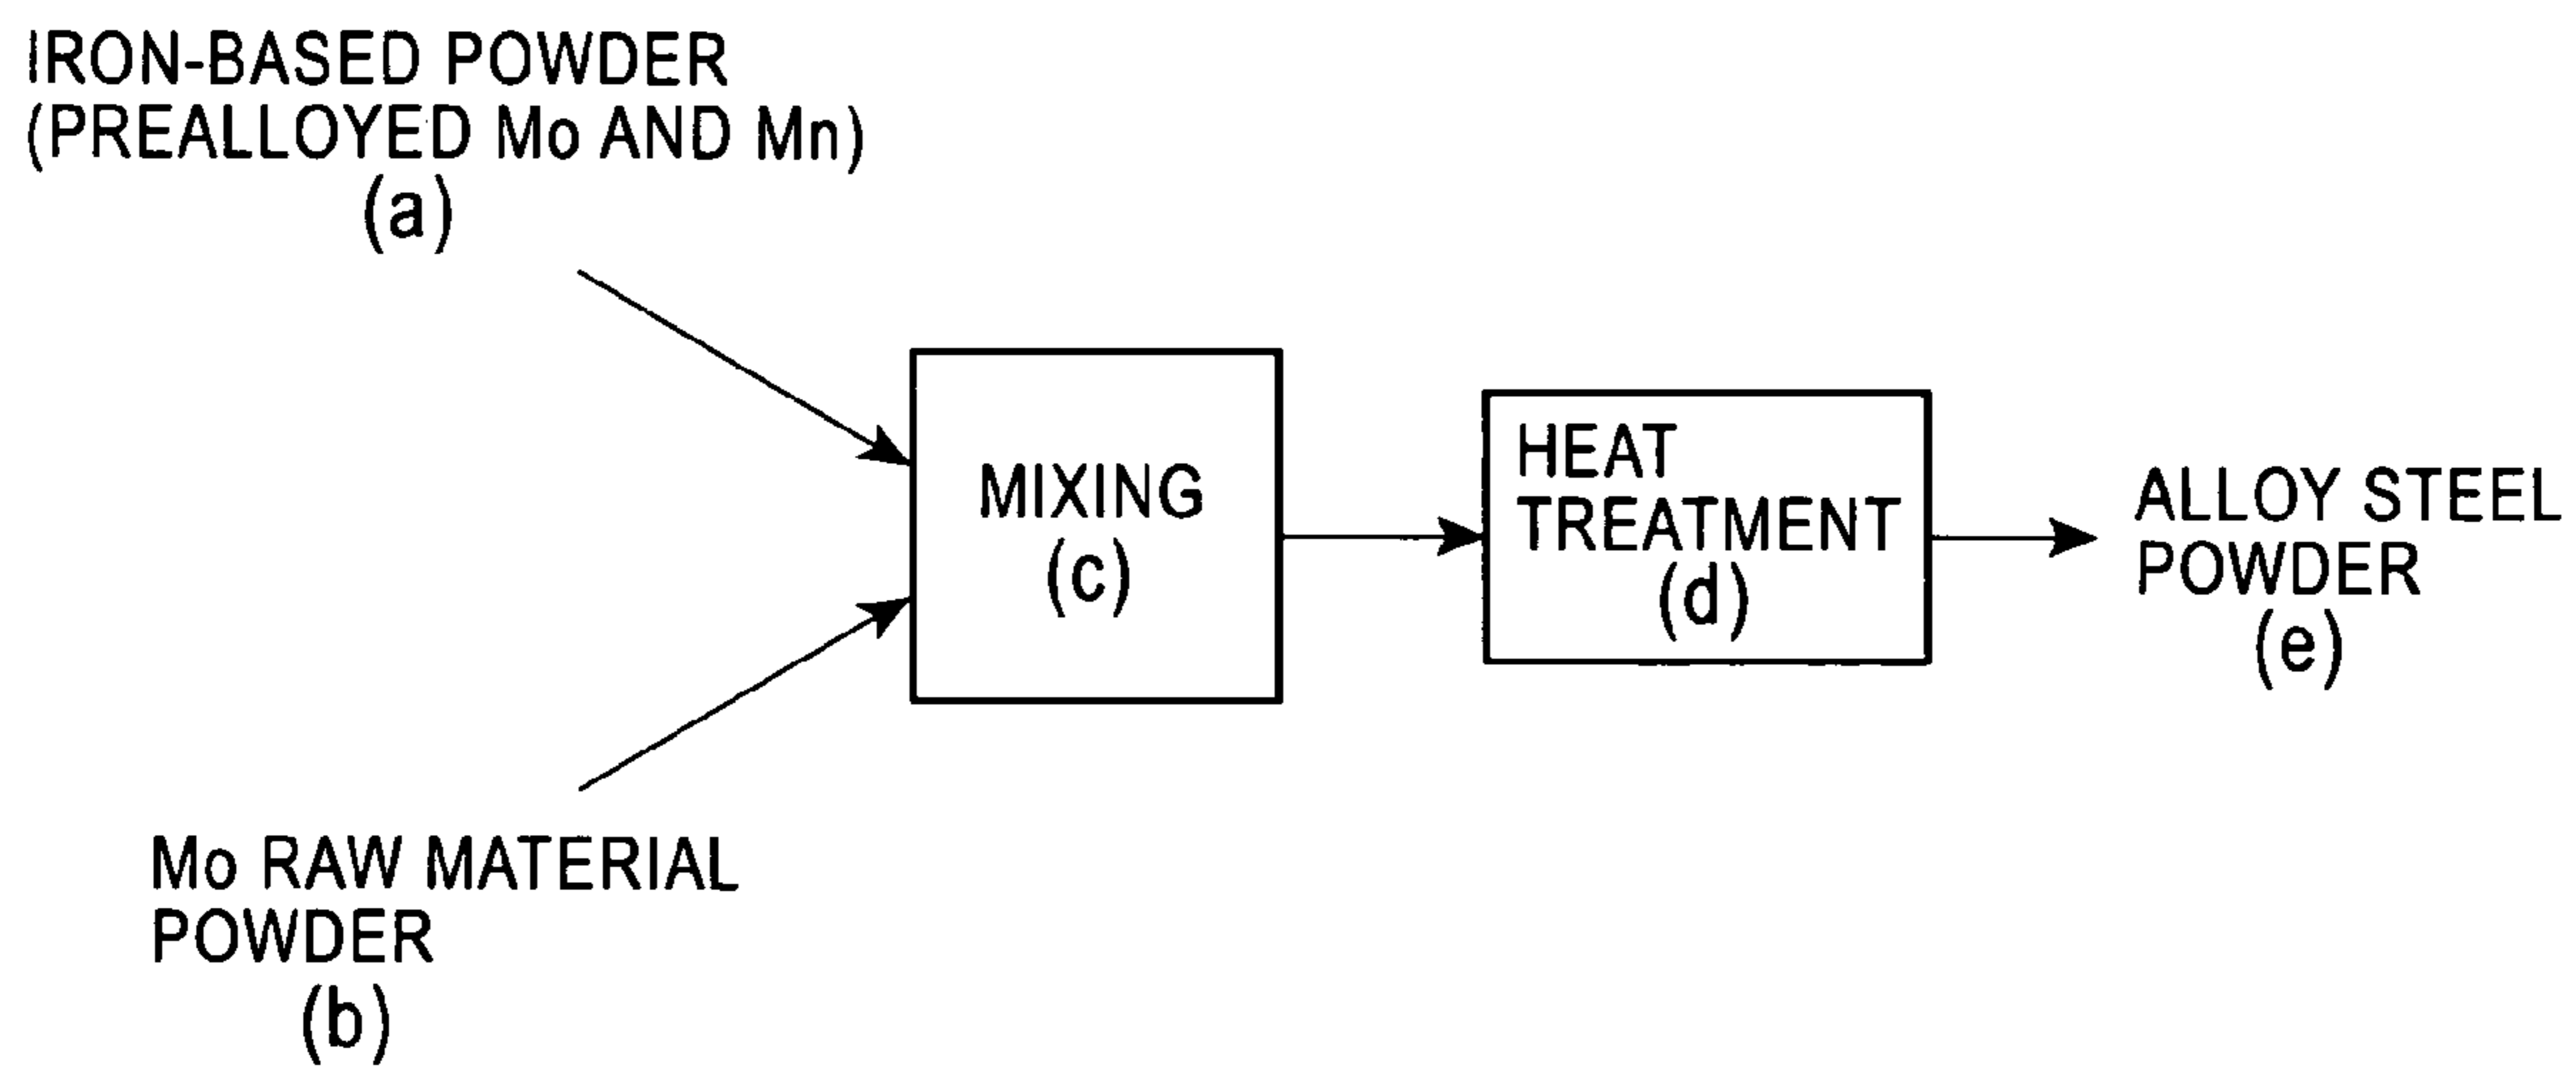 IRON-BASED POWDER
(PREALLOYED Mo AND Mn)
(a)
MIXING
(c)
HEAT
TREATMENT
(d)
ALLOY STEEL
POWDER
(e)
Mo RAW MATERIAL
POWDER
(b)